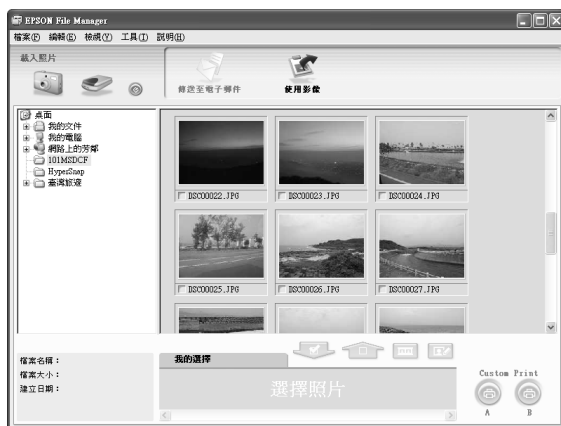 EPSON File Manager
檔案(F) 編輯(E) 檢視(V) 工具(T) 說明(H)
載入照片
傳送至電子郵件 使用影像
桌面
我的文件
我的電腦
網路上的芳鄰
101MSDCF
HyperSnap
臺灣旅遊
DSC00022.JPG DSC00023.JPG DSC00024.JPG
DSC00025.JPG DSC00026.JPG DSC00027.JPG
檔案名稱：
檔案大小：
建立日期：
我的選擇
選擇照片
Custom Print
A B